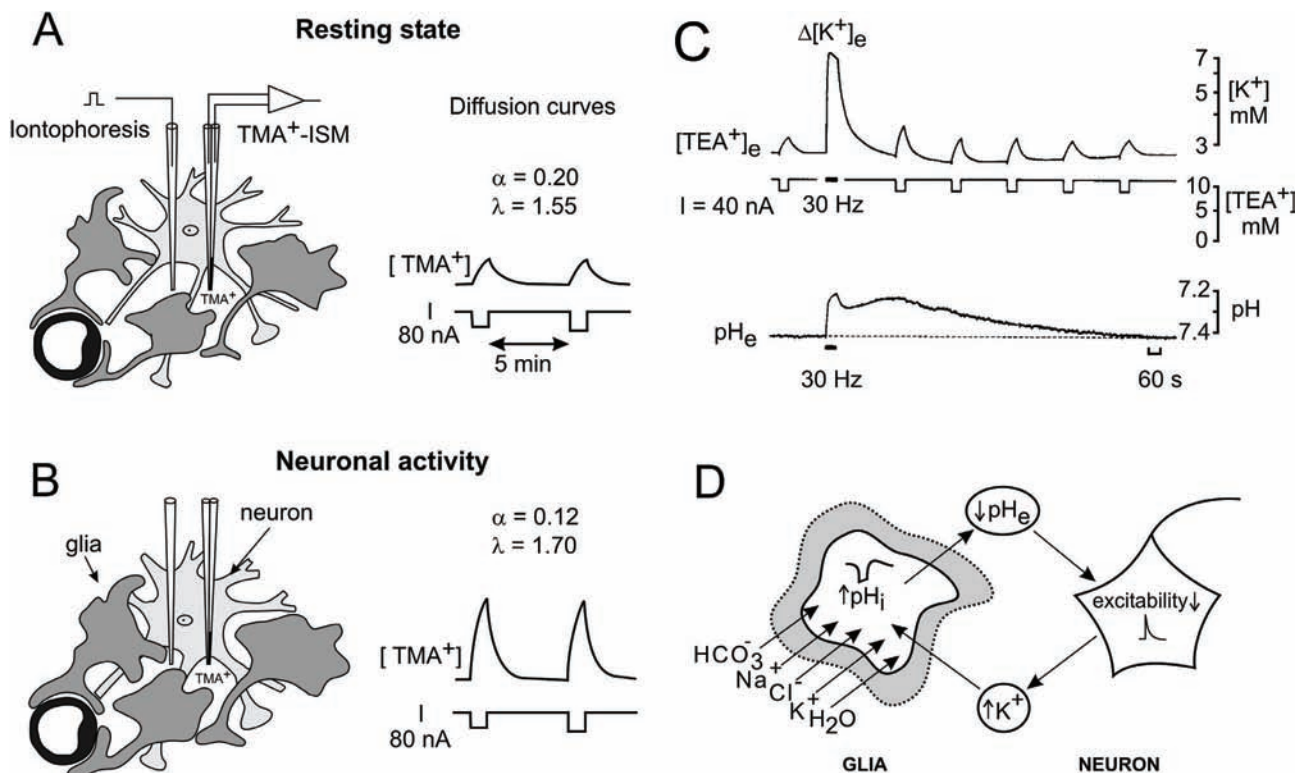 A
Resting state
Iontophoresis
TMA+-ISM
TMA+
Diffusion curves
α = 0.20
λ = 1.55
[ TMA+]
I
80 nA
5 min
B
Neuronal activity
glia
neuron
TMA+
α = 0.12
λ = 1.70
[ TMA+]
I
80 nA
C
Δ[K+]e
[TEA+]e
I = 40 nA
30 Hz
7
5
3
[K+]
mM
10
5
0
[TEA+]
mM
pHe
30 Hz
7.2
7.4
pH
60 s
D
↓pHe
↑pHi
excitability↓
HCO3-
Na+
Cl-
K+
H2O
↑K+
GLIA
NEURON